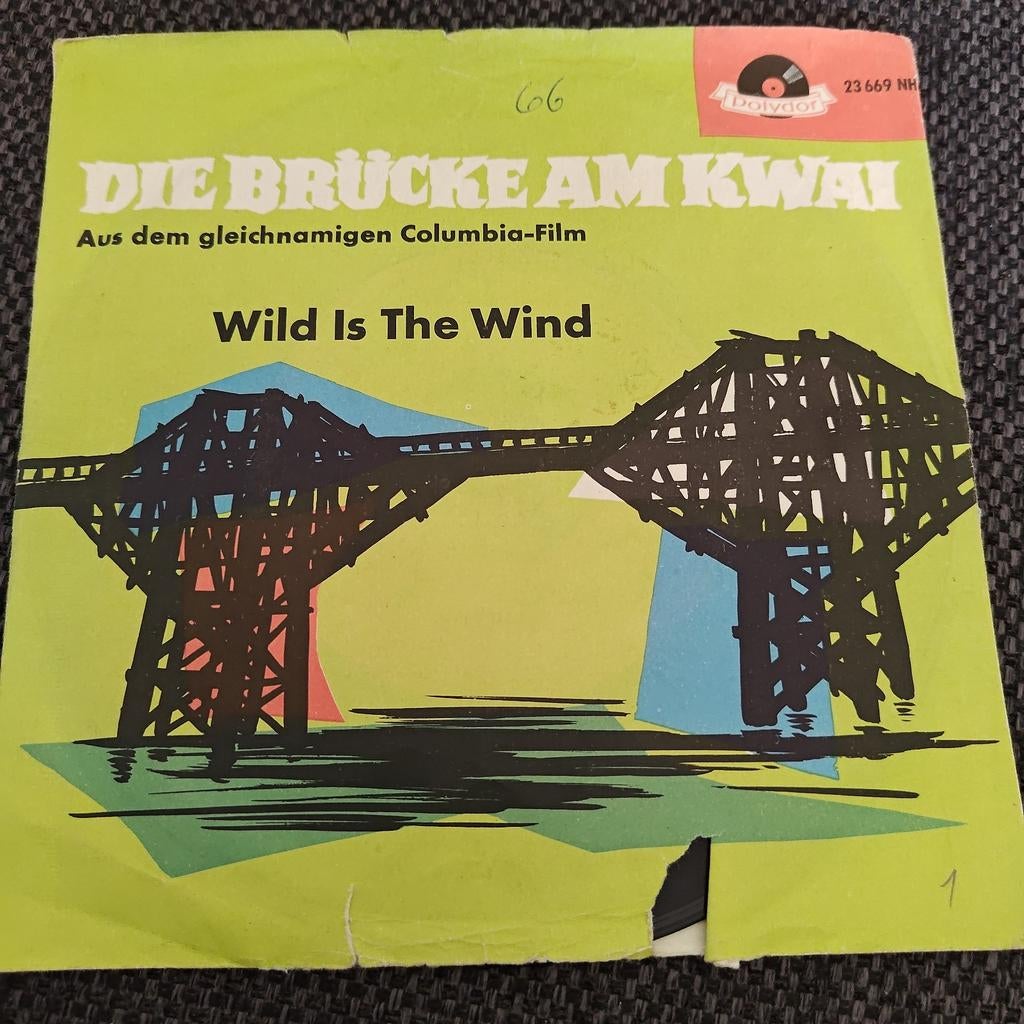 66
Polydor
23 669 NH
DIE BRÜCKE AM KWAI
Aus dem gleichnamigen Columbia-Film
Wild Is The Wind
1